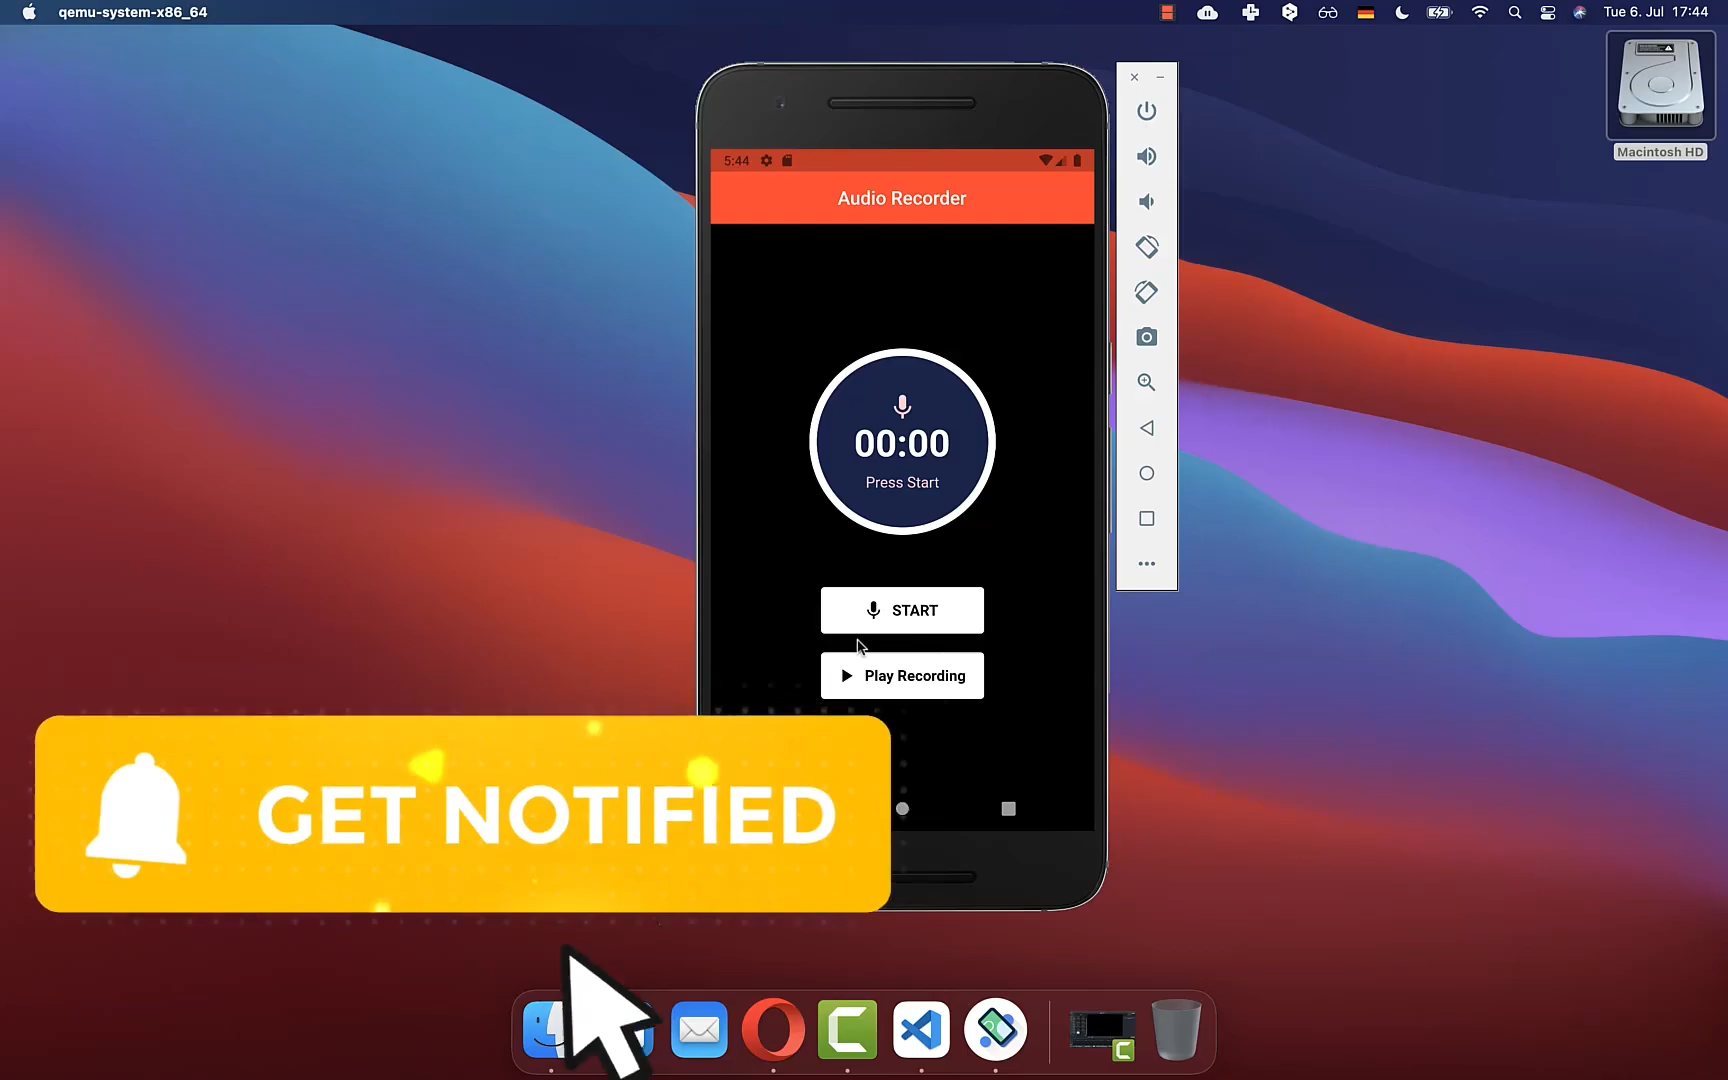 qemu-system-x86_64
Tue 6. Jul 17:44
Macintosh HD
5:44
Audio Recorder
00:00
Press Start
START
Play Recording
GET NOTIFIED